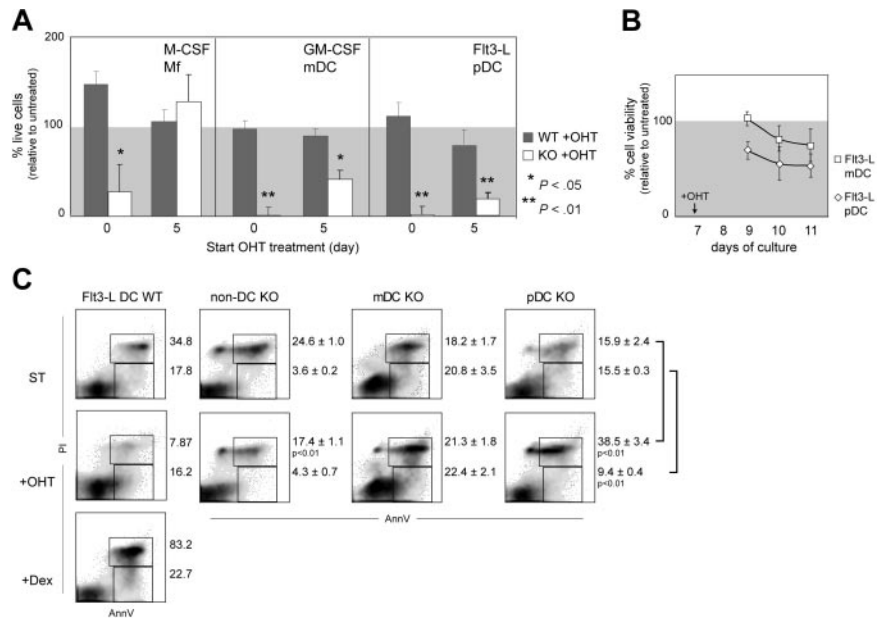 A
B
% live cells
(relative to untreated)
200
100
0
M-CSF
Mf
GM-CSF
mDC
Flt3-L
pDC
*
**
*
**
**
0 5 0 5 0 5
Start OHT treatment (day)
WT +OHT
KO +OHT
* P < .05
** P < .01
% cell viability
(relative to untreated)
100
0
+OHT
7 8 9 10 11
days of culture
Flt3-L
mDC
Flt3-L
pDC
C
Flt3-L DC WT non-DC KO mDC KO pDC KO
ST
34.8
17.8
24.6 ± 1.0
3.6 ± 0.2
18.2 ± 1.7
20.8 ± 3.5
15.9 ± 2.4
15.5 ± 0.3
PI
+OHT
7.87
16.2
17.4 ± 1.1
p<0.01
4.3 ± 0.7
21.3 ± 1.8
22.4 ± 2.1
38.5 ± 3.4
p<0.01
9.4 ± 0.4
p<0.01
AnnV
+Dex
83.2
22.7
AnnV